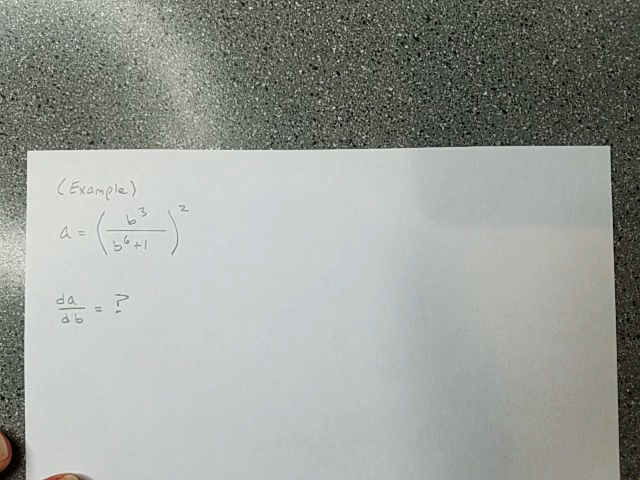 (Example)
a = (b³/(b⁶+1))²
da/db = ?